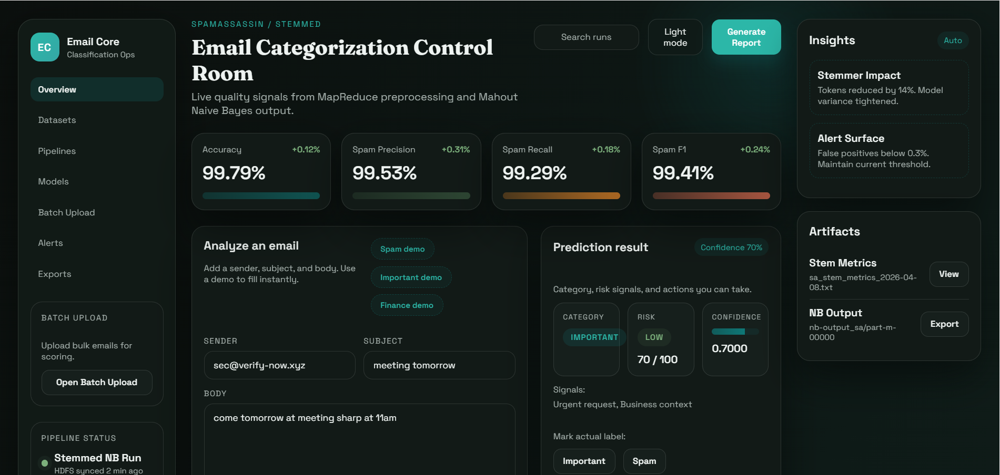 EC
Email Core
Classification Ops
Overview
Datasets
Pipelines
Models
Batch Upload
Alerts
Exports
BATCH UPLOAD
Upload bulk emails for
scoring.
Open Batch Upload
PIPELINE STATUS
Stemmed NB Run
HDFS synced 2 min ago
SPAMASSASSIN / STEMMED
Email Categorization Control
Room
Live quality signals from MapReduce preprocessing and Mahout
Naive Bayes output.
Search runs
Light
mode
Generate
Report
Accuracy +0.12%
99.79%
Spam Precision +0.31%
99.53%
Spam Recall +0.18%
99.29%
Spam F1 +0.24%
99.41%
Analyze an email
Add a sender, subject, and body. Use
a demo to fill instantly.
Spam demo
Important demo
Finance demo
SENDER
sec@verify-now.xyz
SUBJECT
meeting tomorrow
BODY
come tomorrow at meeting sharp at 11am
Prediction result
Confidence 70%
Category, risk signals, and actions you can take.
CATEGORY
IMPORTANT
RISK
LOW
70 / 100
CONFIDENCE
0.7000
Signals:
Urgent request, Business context
Mark actual label:
Important
Spam
Insights
Auto
Stemmer Impact
Tokens reduced by 14%. Model
variance tightened.
Alert Surface
False positives below 0.3%.
Maintain current threshold.
Artifacts
Stem Metrics
sa_stem_metrics_2026-04-
08.txt
View
NB Output
nb-output_sa/part-m-
00000
Export